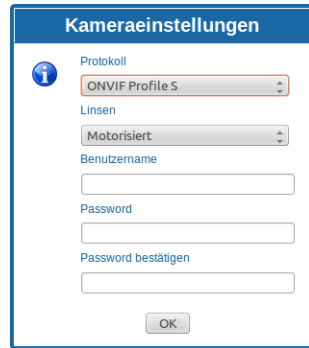 Kameraeinstellungen
Protokoll
ONVIF Profile S
Linsen
Motorisiert
Benutzername
Password
Password bestätigen
OK